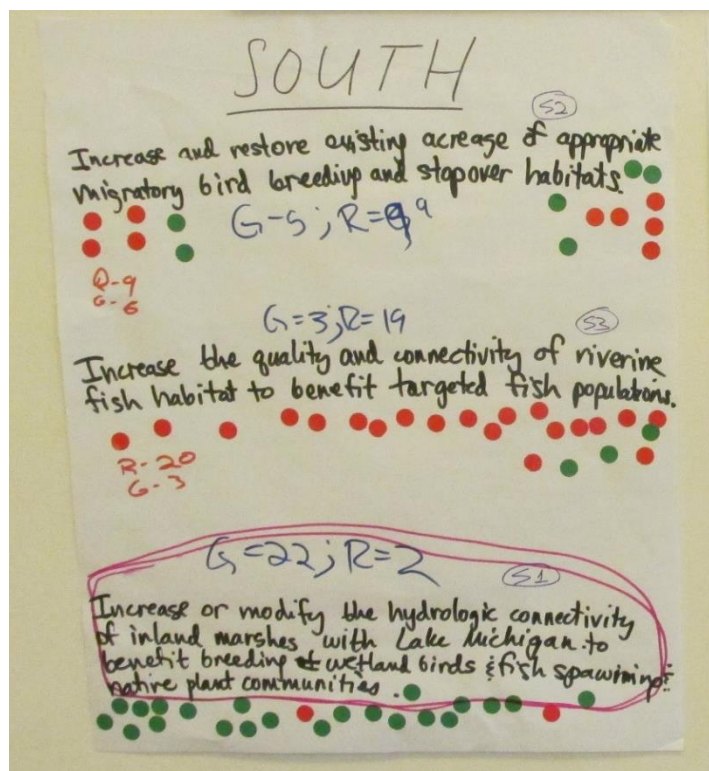 SOUTH
S2
Increase and restore existing acreage of appropriate
migratory bird breeding and stopover habitats.
G-5; R=9
R-9
G-6
G=3; R=19
S3
Increase the quality and connectivity of riverine
fish habitat to benefit targeted fish populations.
R-20
G-3
G=22; R=2
S1
Increase or modify the hydrologic connectivity
of inland marshes with Lake Michigan to
benefit breeding wetland birds & fish spawning &
native plant communities.